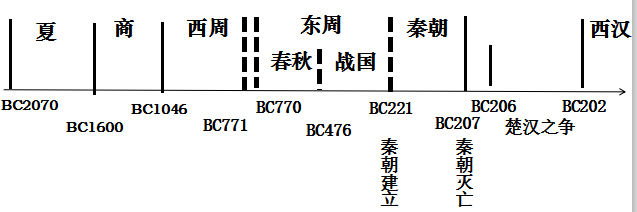 夏 商 西周 东周 秦朝 西汉
春秋 战国
BC2070 BC1046 BC770 BC221 BC206 BC202
BC1600 BC771 BC476 BC207 楚汉之争
秦朝建立
秦朝灭亡